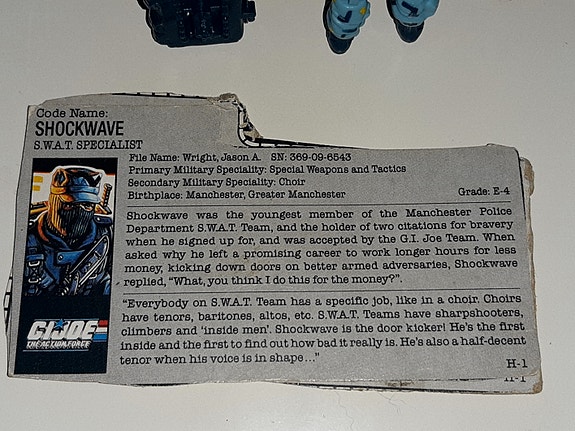 Code Name:
SHOCKWAVE
S.W.A.T. SPECIALIST
File Name: Wright, Jason A. SN: 369-09-6543
Primary Military Speciality: Special Weapons and Tactics
Secondary Military Speciality: Choir
Birthplace: Manchester, Greater Manchester Grade: E-4
Shockwave was the youngest member of the Manchester Police
Department S.W.A.T. Team, and the holder of two citations for bravery
when he signed up for, and was accepted by the G.I. Joe Team. When
asked why he left a promising career to work longer hours for less
money, kicking down doors on better armed adversaries, Shockwave
replied, "What, you think I do this for the money?".
"Everybody on S.W.A.T. Team has a specific job, like in a choir. Choirs
have tenors, baritones, altos, etc. S.W.A.T. Teams have sharpshooters,
climbers and 'inside men'. Shockwave is the door kicker! He's the first
inside and the first to find out how bad it really is. He's also a half-decent
tenor when his voice is in shape..."
G.I. JOE
THE ACTION FORCE
H-1
H-1